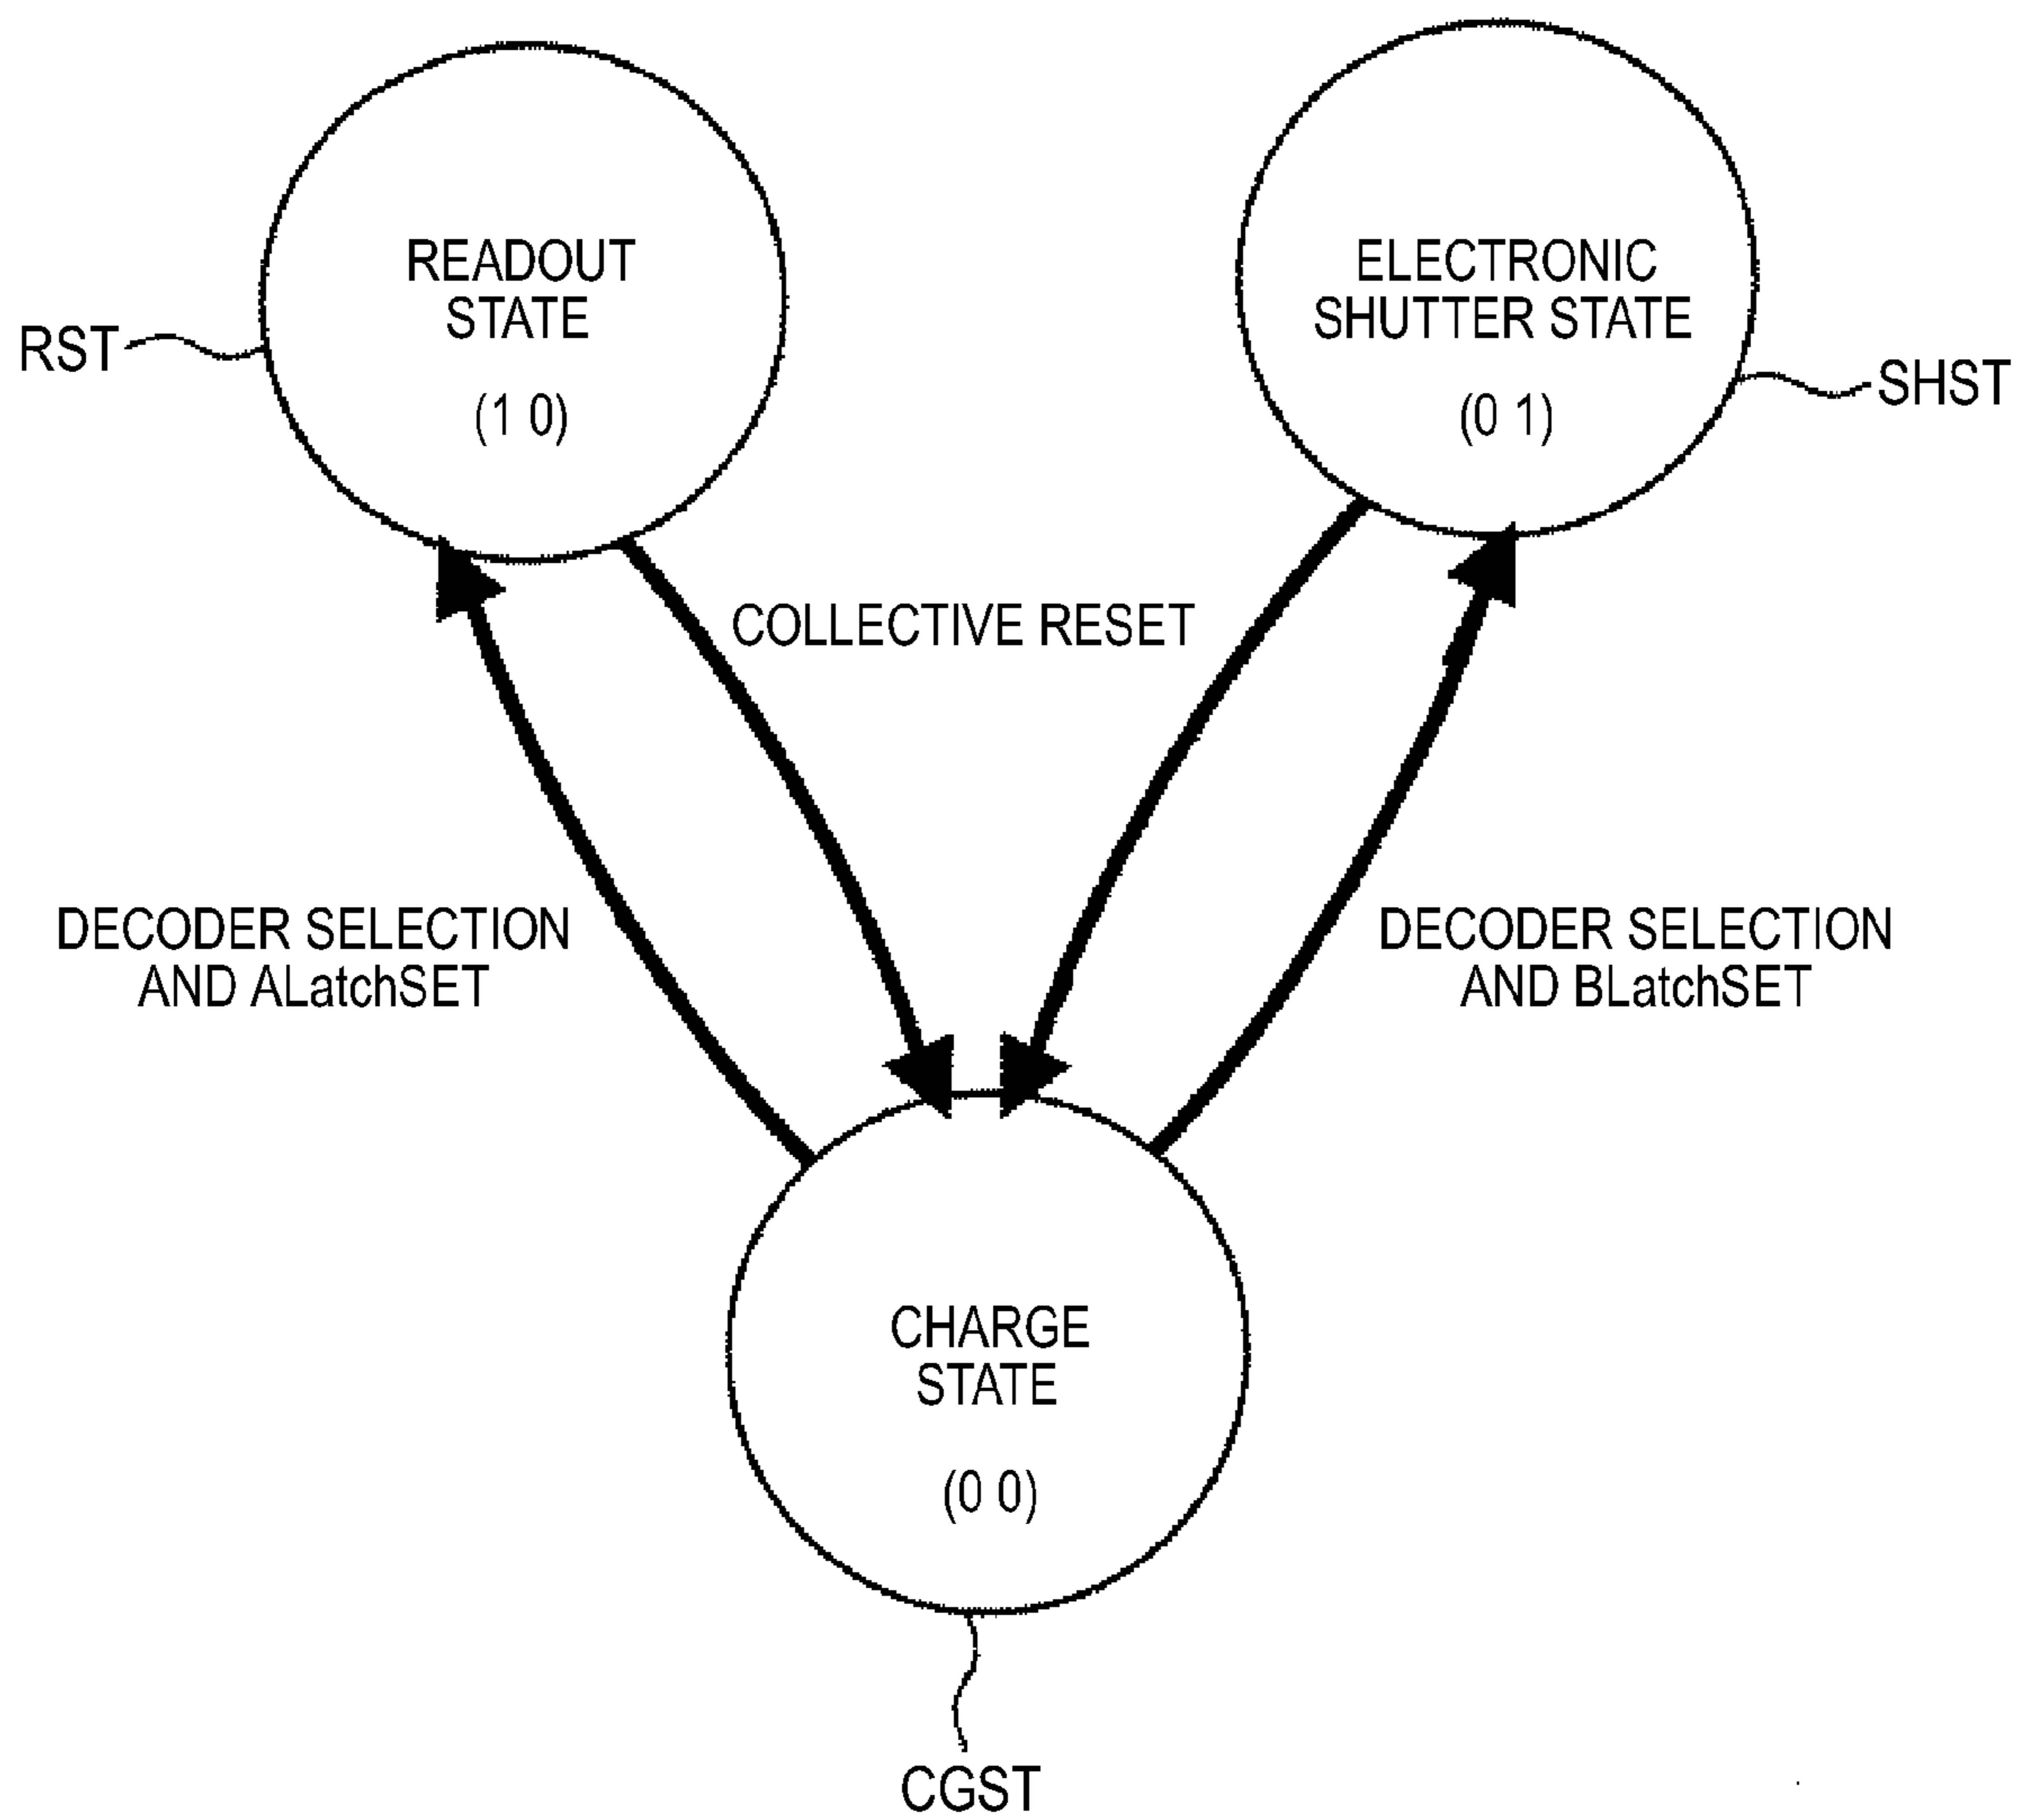 READOUT
STATE
(1 0)
RST
ELECTRONIC
SHUTTER STATE
(0 1)
SHST
COLLECTIVE RESET
DECODER SELECTION
AND ALatchSET
DECODER SELECTION
AND BLatchSET
CHARGE
STATE
(0 0)
CGST